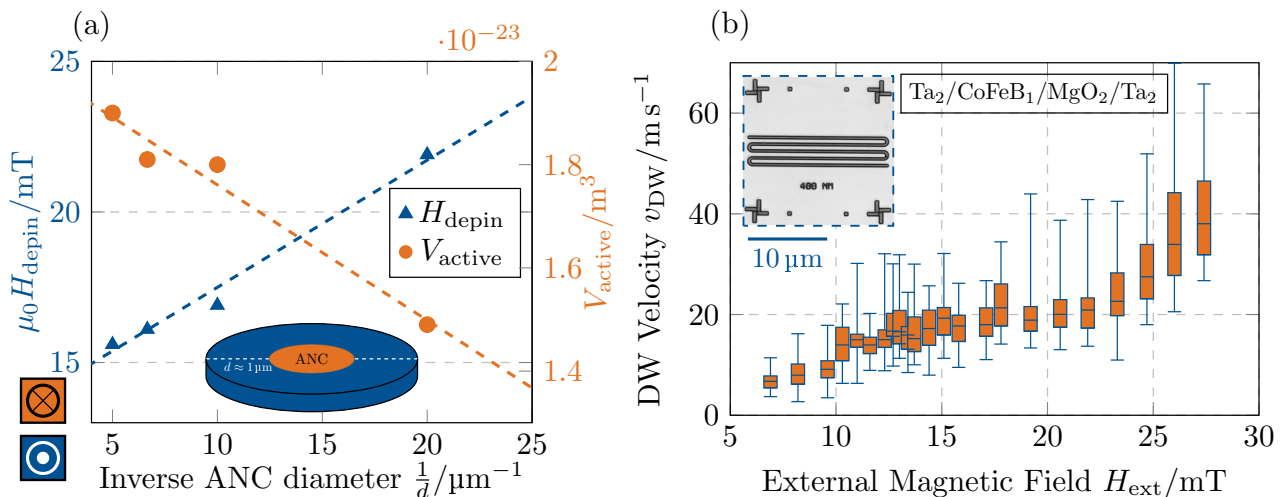 (a)
·10⁻²³
25
20
15
μ₀H_depin/mT
2
1.8
1.6
1.4
V_active/m³
H_depin
V_active
ANC
d ≈ 1 μm
5
10
15
20
25
Inverse ANC diameter 1/d/μm⁻¹
(b)
Ta₂/CoFeB₁/MgO₂/Ta₂
400 NM
10 μm
60
40
20
0
DW Velocity v_DW/ms⁻¹
5
10
15
20
25
30
External Magnetic Field H_ext/mT